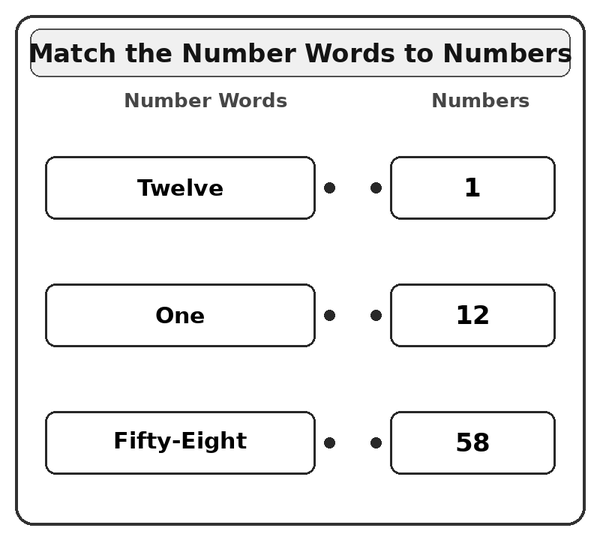 Match the Number Words to Numbers
Number Words Numbers
Twelve 1
One 12
Fifty-Eight 58